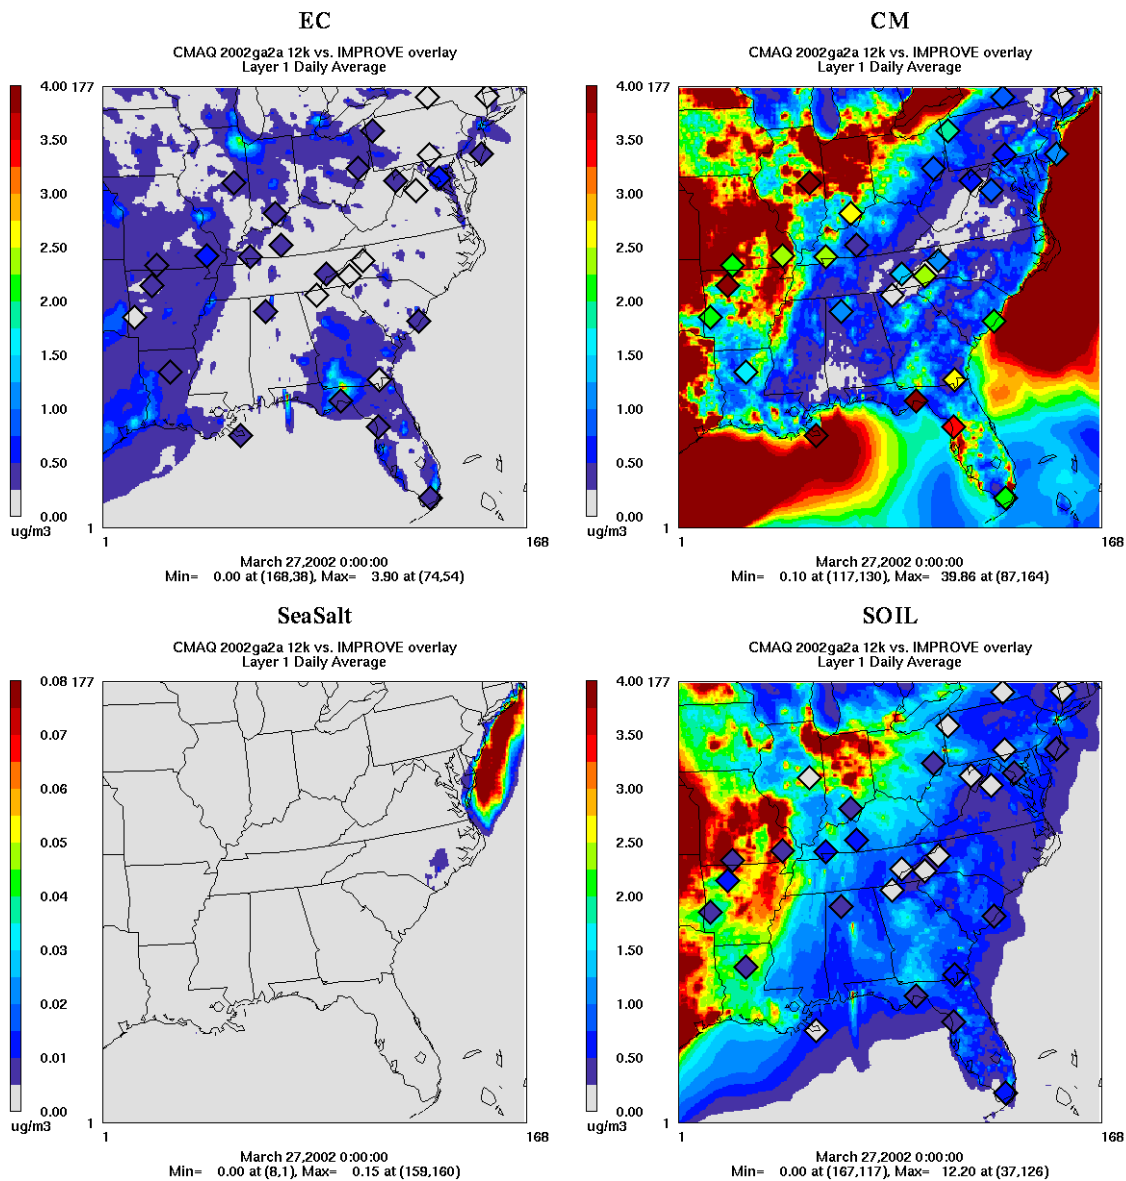 EC
CMAQ 2002ga2a 12k vs. IMPROVE overlay
Layer 1 Daily Average
4.00
3.50
3.00
2.50
2.00
1.50
1.00
0.50
0.00
ug/m3
177
1
1
168
March 27,2002 0:00:00
Min= 0.00 at (168,38), Max= 3.90 at (74,54)
CM
CMAQ 2002ga2a 12k vs. IMPROVE overlay
Layer 1 Daily Average
4.00
3.50
3.00
2.50
2.00
1.50
1.00
0.50
0.00
ug/m3
177
1
1
168
March 27,2002 0:00:00
Min= 0.10 at (117,130), Max= 39.86 at (87,164)
SeaSalt
CMAQ 2002ga2a 12k vs. IMPROVE overlay
Layer 1 Daily Average
0.08
0.07
0.06
0.05
0.04
0.03
0.02
0.01
0.00
ug/m3
177
1
1
168
March 27,2002 0:00:00
Min= 0.00 at (8,1), Max= 0.15 at (159,160)
SOIL
CMAQ 2002ga2a 12k vs. IMPROVE overlay
Layer 1 Daily Average
4.00
3.50
3.00
2.50
2.00
1.50
1.00
0.50
0.00
ug/m3
177
1
1
168
March 27,2002 0:00:00
Min= 0.00 at (167,117), Max= 12.20 at (37,126)